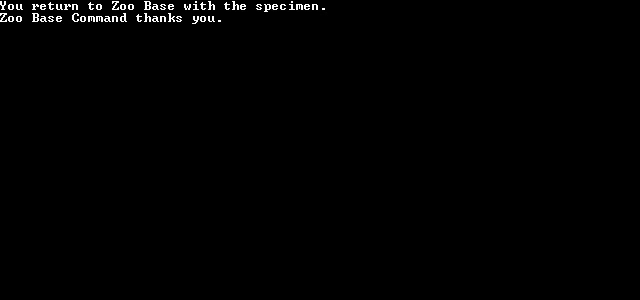 You return to Zoo Base with the specimen.
Zoo Base Command thanks you.